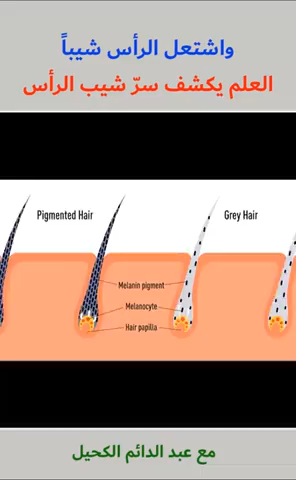 واشتعل الرأس شيباً
العلم يكشف سرّ شيب الرأس
Pigmented Hair
Grey Hair
Melanin pigment
Melanocyte
Hair papilla
مع عبد الدائم الكحيل